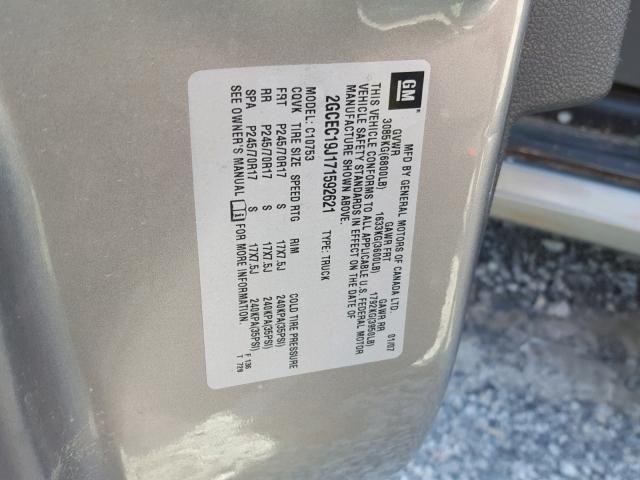 GM
MFD BY GENERAL MOTORS OF CANADA LTD. 01/07
GVWR GAWR FRT GAWR RR
3085KG(6800LB) 1633KG(3600LB) 1792KG(3950LB)
THIS VEHICLE CONFORMS TO ALL APPLICABLE U.S. FEDERAL MOTOR
VEHICLE SAFETY STANDARDS IN EFFECT ON THE DATE OF
MANUFACTURE SHOWN ABOVE.
2GCEC19J171592621 TYPE: TRUCK
MODEL: C10753
COVK TIRE SIZE SPEED RTG RIM COLD TIRE PRESSURE
FRT P245/70R17 S 17X7.5J 240KPA(35PSI)
RR P245/70R17 S 17X7.5J 240KPA(35PSI)
SPA P245/70R17 S 17X7.5J 240KPA(35PSI)
SEE OWNER'S MANUAL i FOR MORE INFORMATION.
F 136
T 729